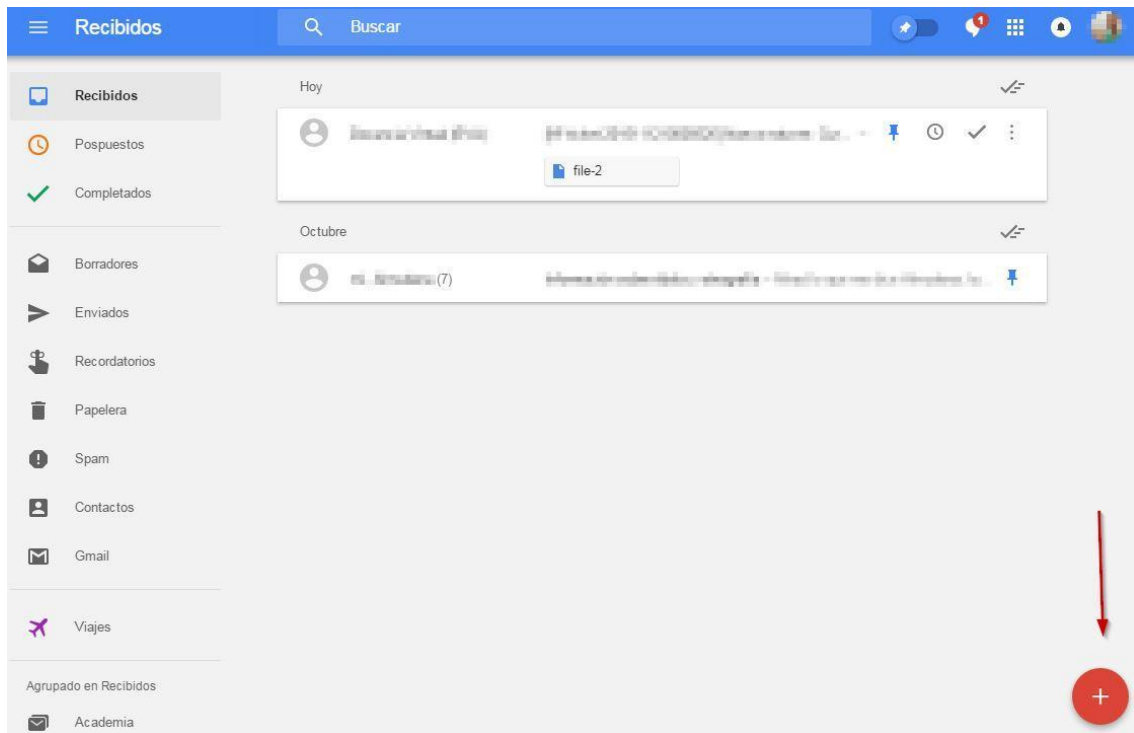 Recibidos
Buscar
1
Recibidos
Pospuestos
Completados
Borradores
Enviados
Recordatorios
Papelera
Spam
Contactos
Gmail
Viajes
Agrupado en Recibidos
Academia
Hoy
file-2
Octubre
(7)